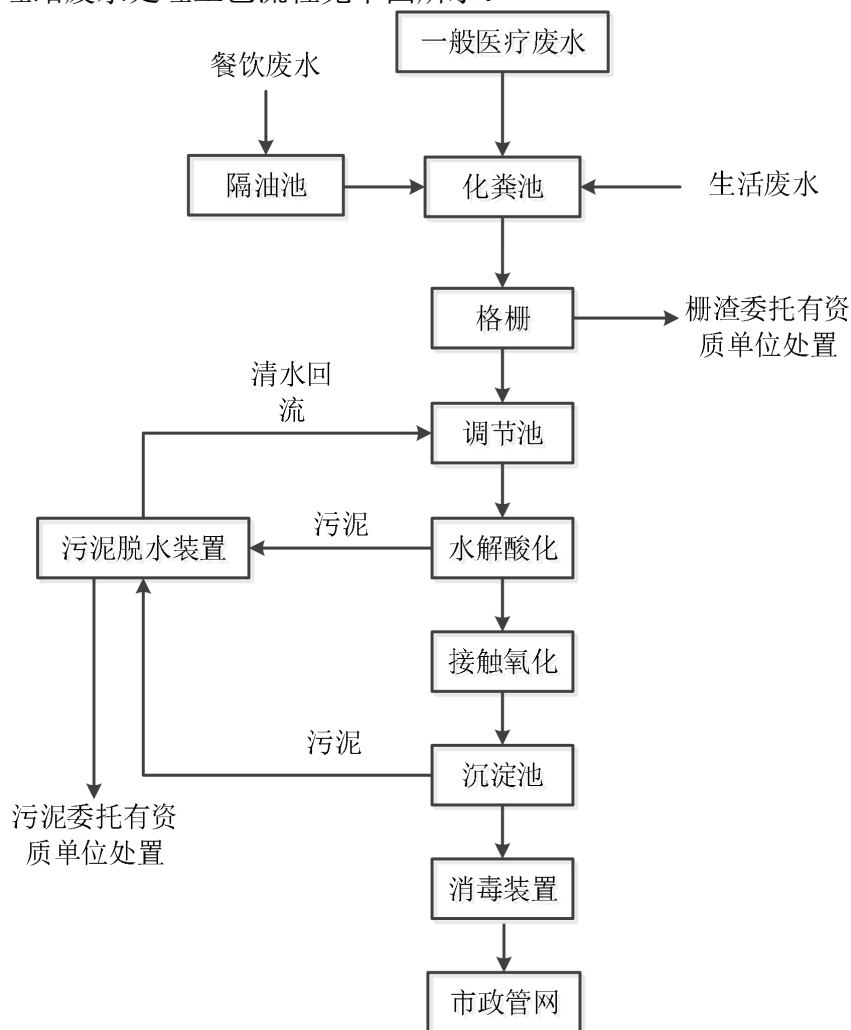 一般医疗废水
餐饮废水
隔油池
化粪池
生活废水
格栅
栅渣委托有资
质单位处置
清水回
流
调节池
污泥
污泥脱水装置
水解酸化
接触氧化
污泥
沉淀池
污泥委托有资
质单位处置
消毒装置
市政管网